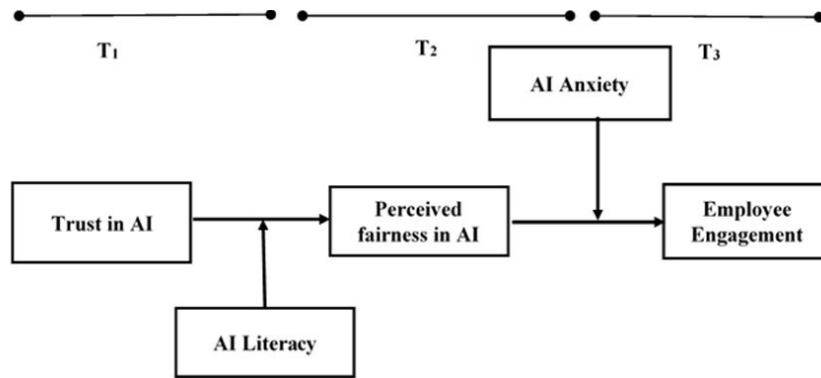 T₁
T₂
T₃
AI Anxiety
Trust in AI
Perceived
fairness in AI
Employee
Engagement
AI Literacy